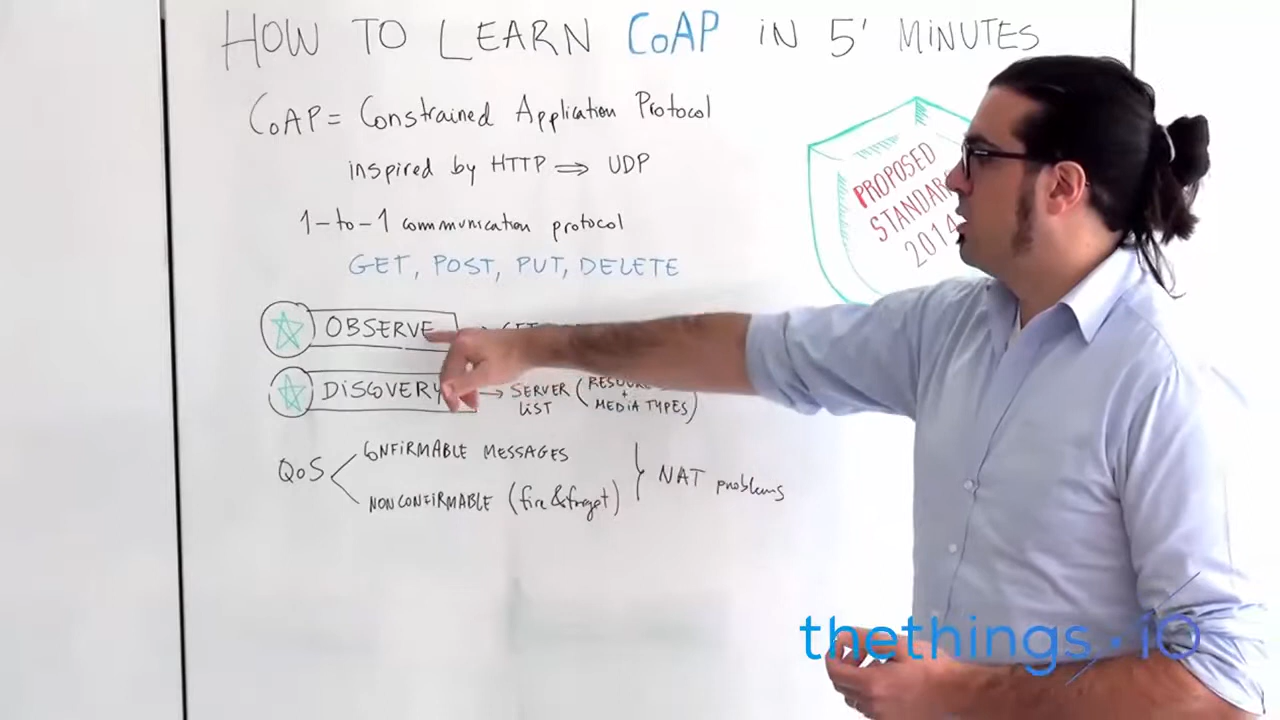 HOW TO LEARN CoAP IN 5' MINUTES
CoAP = Constrained Application Protocol
inspired by HTTP ⇒ UDP
1-to-1 communication protocol
GET, POST, PUT, DELETE
PROPOSED
STANDARD
2014
OBSERVE
DISCOVERY → SERVER LIST (
MEDIA TYPES)
QoS
CONFIRMABLE MESSAGES
NONCONFIRMABLE (fire & forget)
NAT problems
thethings.iO